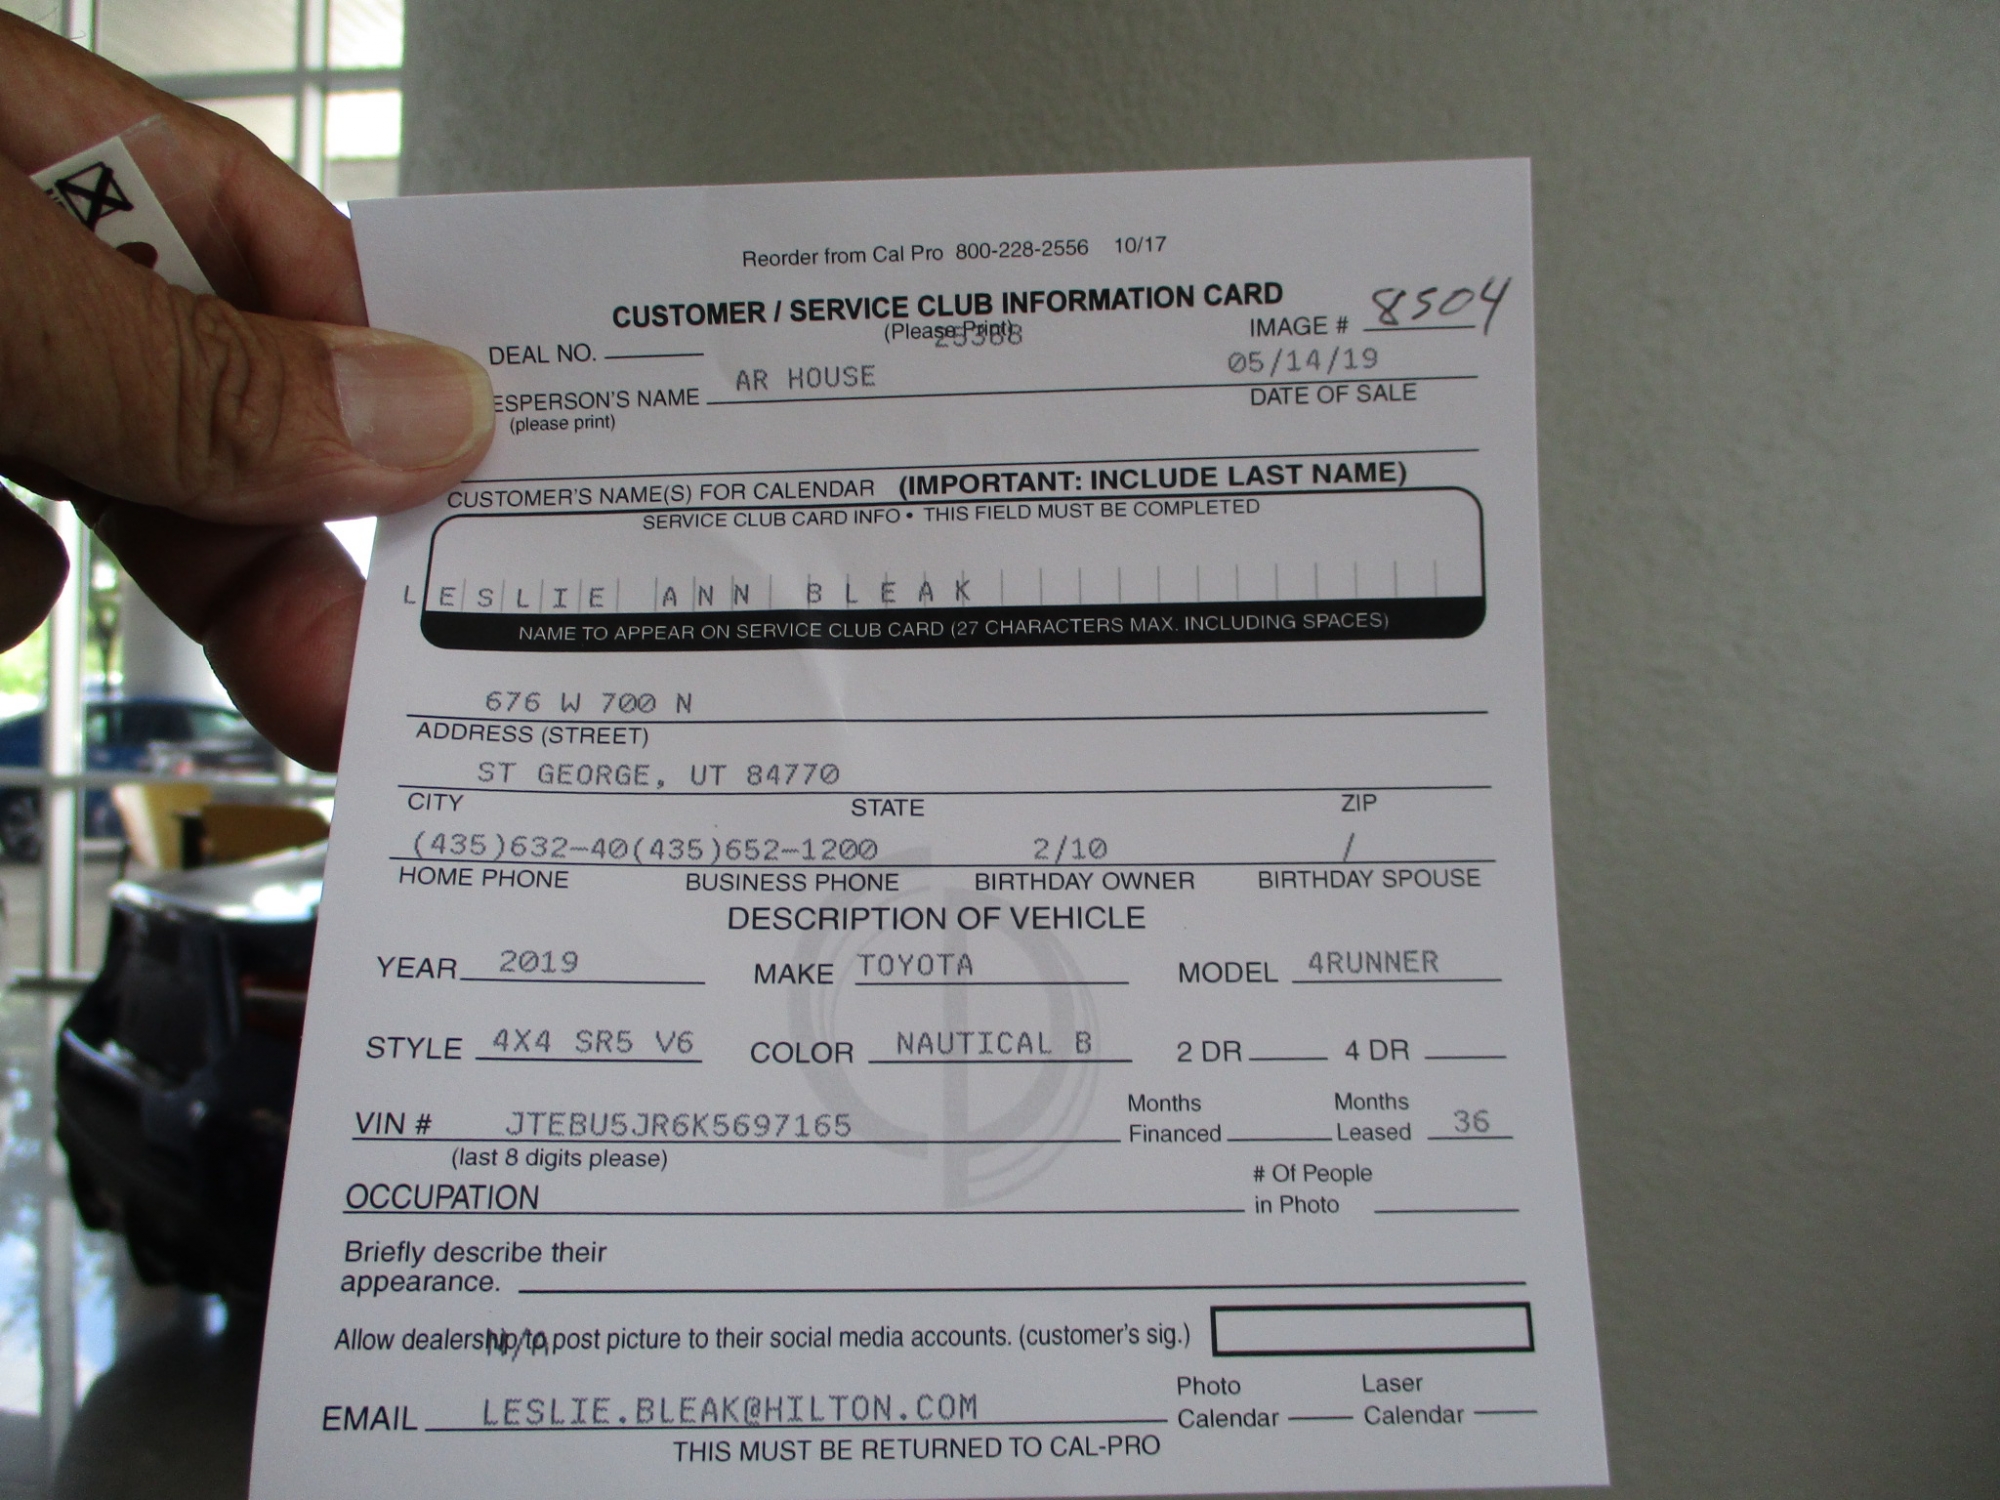 Reorder from Cal Pro 800-228-2556 10/17
CUSTOMER / SERVICE CLUB INFORMATION CARD
(Please Print)
25388
IMAGE # 8504
DEAL NO.
AR HOUSE 05/14/19
ESPERSON'S NAME DATE OF SALE
(please print)
CUSTOMER'S NAME(S) FOR CALENDAR (IMPORTANT: INCLUDE LAST NAME)
SERVICE CLUB CARD INFO • THIS FIELD MUST BE COMPLETED
LESLIE ANN BLEAK
NAME TO APPEAR ON SERVICE CLUB CARD (27 CHARACTERS MAX. INCLUDING SPACES)
676 W 700 N
ADDRESS (STREET)
ST GEORGE, UT 84770
CITY STATE ZIP
(435)632-40(435)652-1200 2/10 /
HOME PHONE BUSINESS PHONE BIRTHDAY OWNER BIRTHDAY SPOUSE
DESCRIPTION OF VEHICLE
YEAR 2019 MAKE TOYOTA MODEL 4RUNNER
STYLE 4X4 SR5 V6 COLOR NAUTICAL B 2 DR 4 DR
VIN # JTEBU5JR6K5697165 Months Financed Months Leased 36
(last 8 digits please)
OCCUPATION # Of People in Photo
Briefly describe their
appearance.
Allow dealership to post picture to their social media accounts. (customer's sig.)
N/A
EMAIL LESLIE.BLEAK@HILTON.COM Photo Calendar Laser Calendar
THIS MUST BE RETURNED TO CAL-PRO